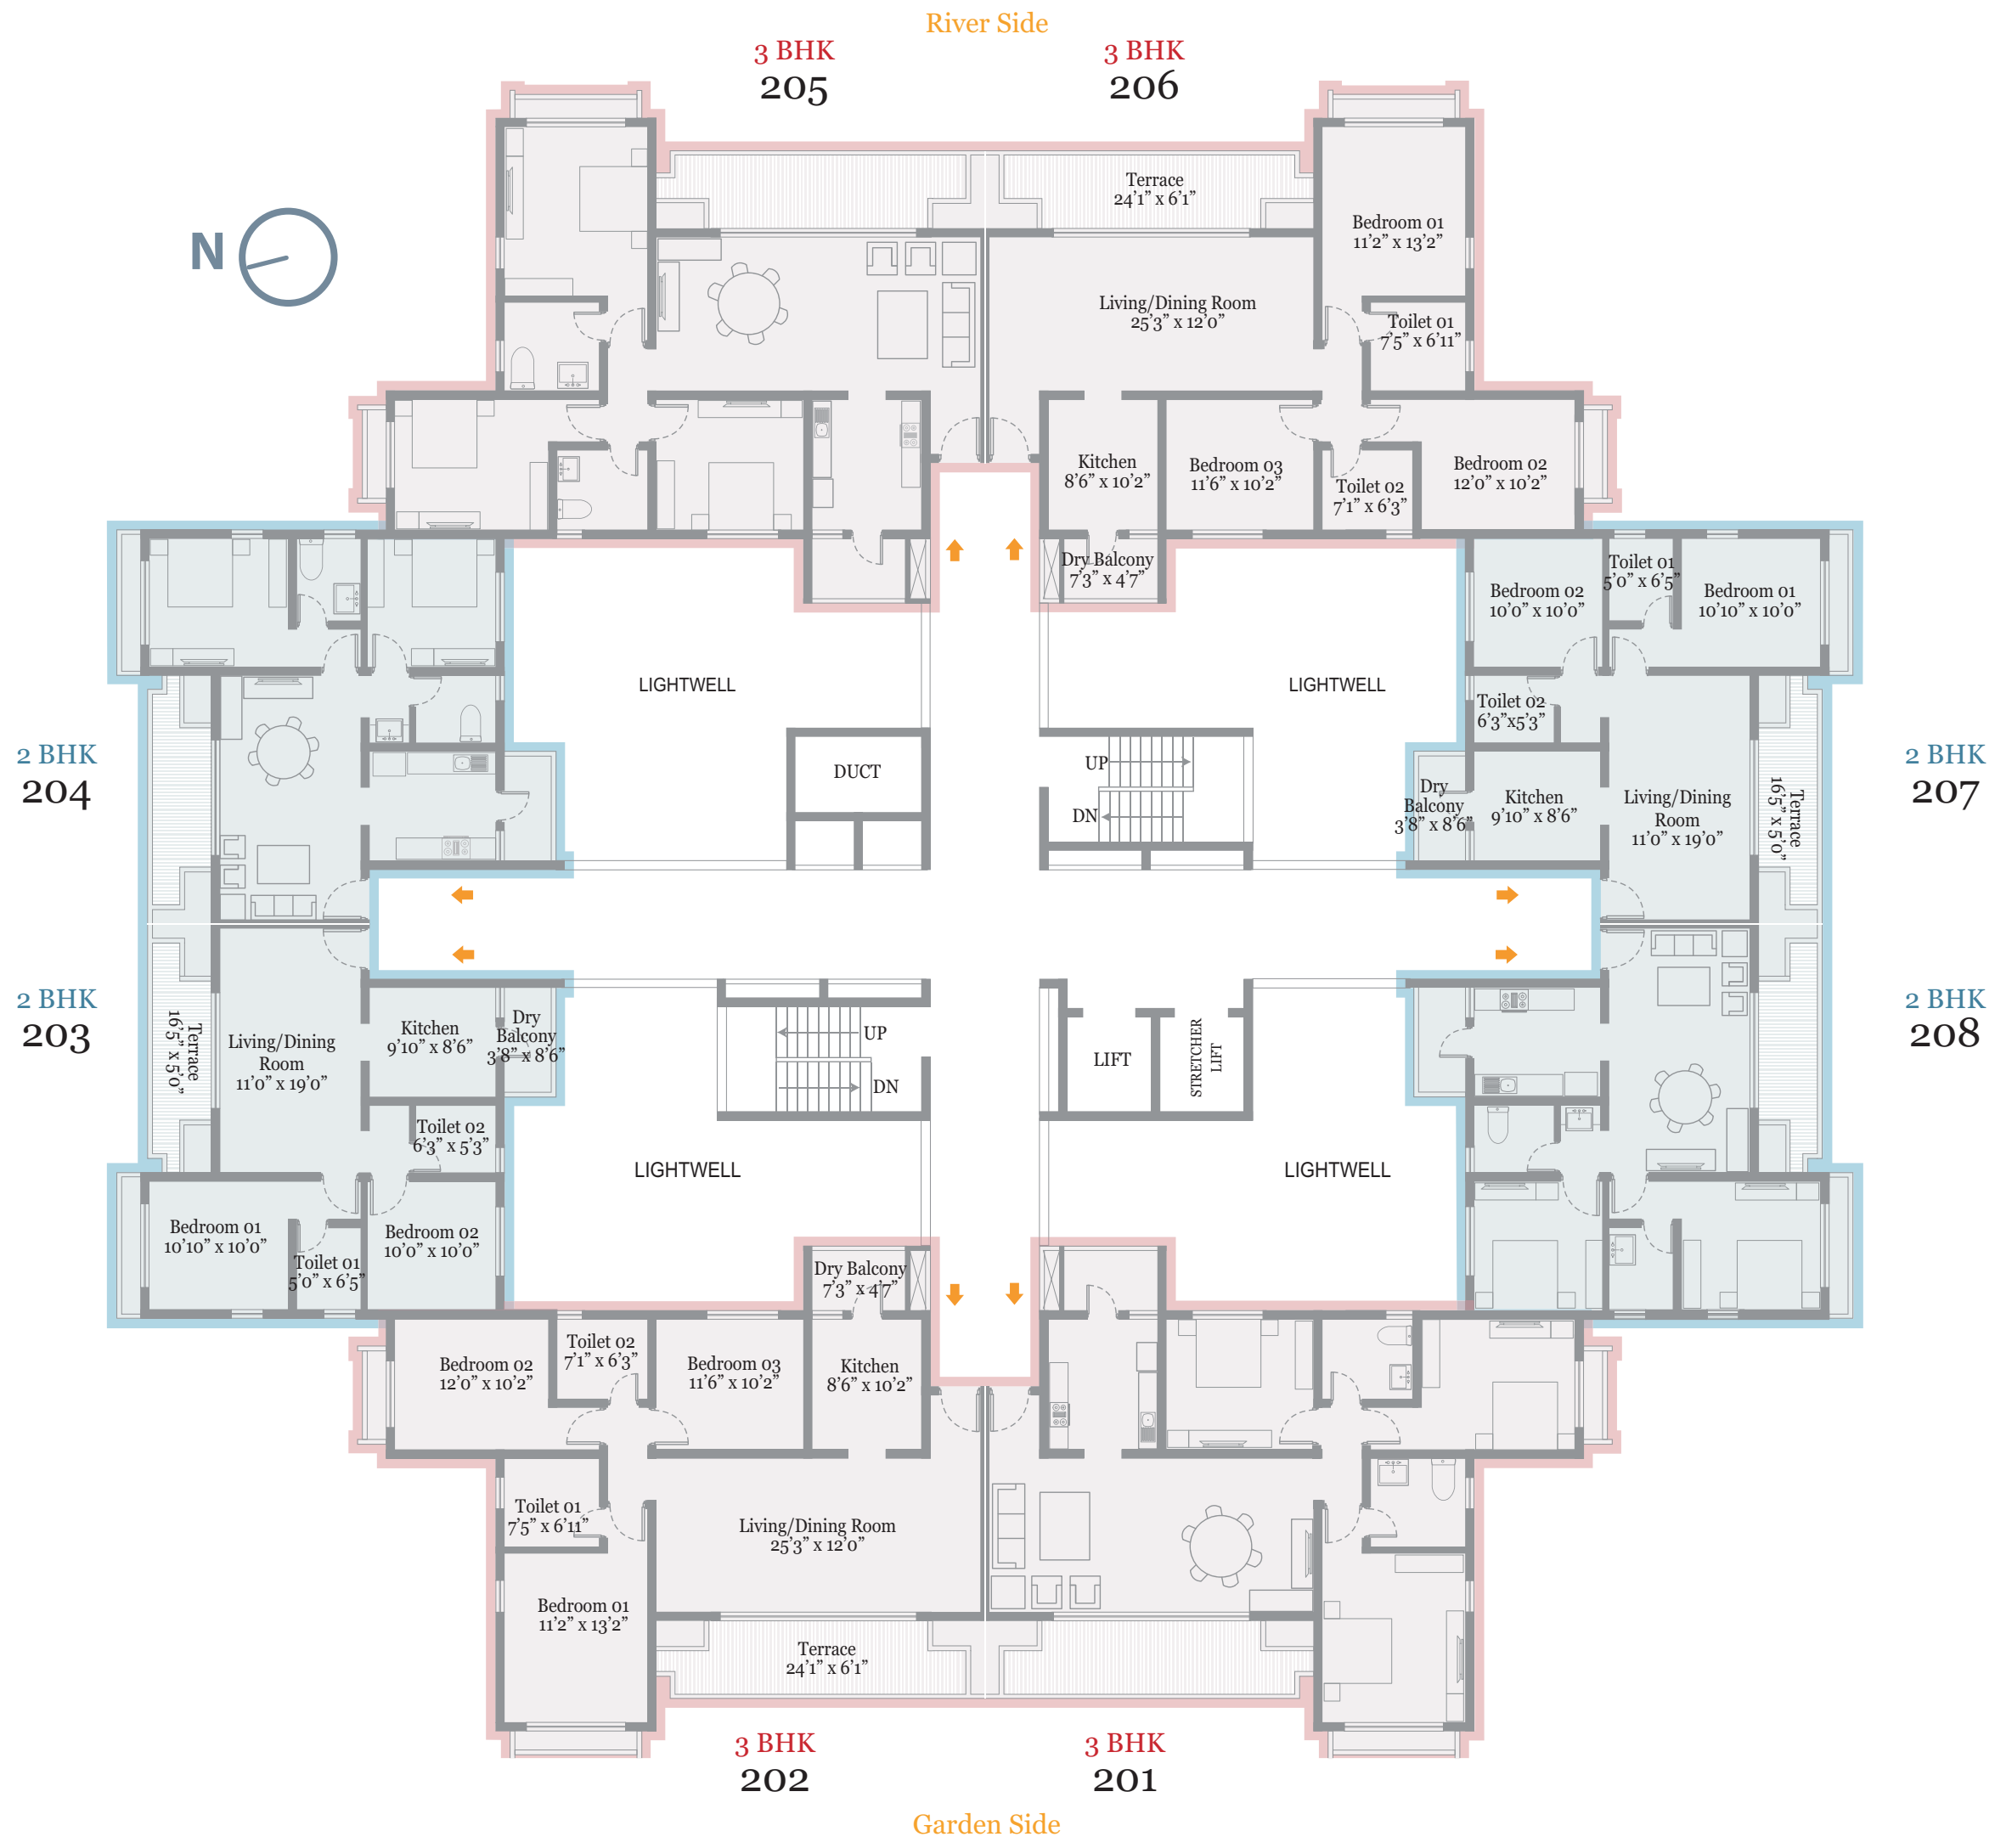 River Side
3 BHK
205
3 BHK
206
N
Terrace
24’1” x 6’1”
Bedroom 01
11’2” x 13’2”
Living/Dining Room
25’3” x 12’0”
Toilet 01
7’5” x 6’11”
Kitchen
8’6” x 10’2”
Bedroom 03
11’6” x 10’2”
Toilet 02
7’1” x 6’3”
Bedroom 02
12’0” x 10’2”
Dry Balcony
7’3” x 4’7”
Bedroom 02
10’0” x 10’0”
Toilet 01
5’0” x 6’5”
Bedroom 01
10’10” x 10’0”
LIGHTWELL
LIGHTWELL
Toilet 02
6’3”x5’3”
2 BHK
204
DUCT
UP
DN
Dry
Balcony
3’8” x 8’6”
Kitchen
9’10” x 8’6”
Living/Dining
Room
11’0” x 19’0”
Terrace
16’5” x 5’0”
2 BHK
207
2 BHK
203
Terrace
16’5” x 5’0”
Living/Dining
Room
11’0” x 19’0”
Kitchen
9’10” x 8’6”
Dry
Balcony
3’8” x 8’6”
UP
DN
LIFT
STRETCHER
LIFT
2 BHK
208
Toilet 02
6’3” x 5’3”
LIGHTWELL
LIGHTWELL
Bedroom 01
10’10” x 10’0”
Toilet 01
5’0” x 6’5”
Bedroom 02
10’0” x 10’0”
Dry Balcony
7’3” x 4’7”
Bedroom 02
12’0” x 10’2”
Toilet 02
7’1” x 6’3”
Bedroom 03
11’6” x 10’2”
Kitchen
8’6” x 10’2”
Toilet 01
7’5” x 6’11”
Living/Dining Room
25’3” x 12’0”
Bedroom 01
11’2” x 13’2”
Terrace
24’1” x 6’1”
3 BHK
202
3 BHK
201
Garden Side